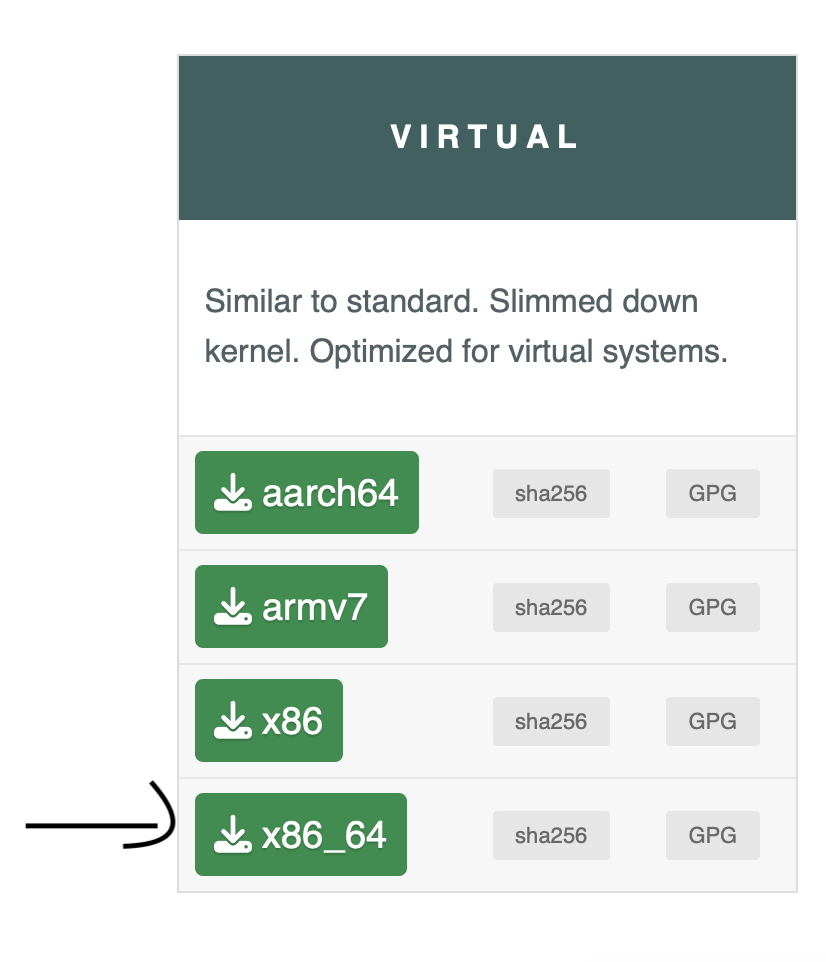 VIRTUAL
Similar to standard. Slimmed down
kernel. Optimized for virtual systems.
aarch64 sha256 GPG
armv7 sha256 GPG
x86 sha256 GPG
x86_64 sha256 GPG